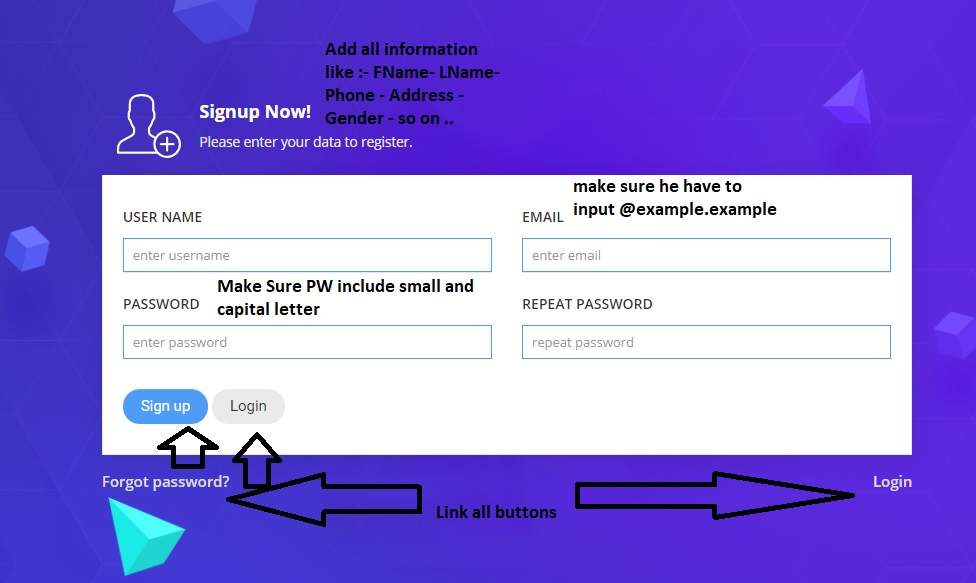 Add all information
like :- FName- LName-
Phone - Address -
Gender - so on ..
Signup Now!
Please enter your data to register.
make sure he have to
input @example.example
USER NAME
EMAIL
enter username
enter email
Make Sure PW include small and
capital letter
PASSWORD
REPEAT PASSWORD
enter password
repeat password
Sign up
Login
Forgot password?
Login
Link all buttons